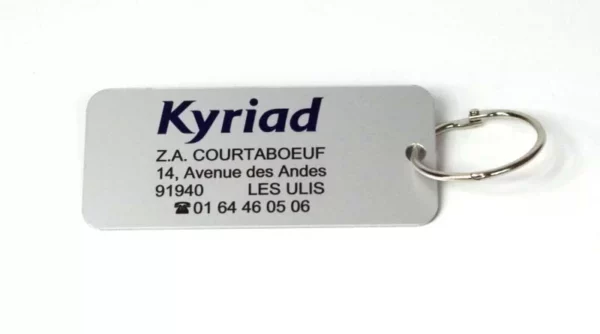 Kyriad
Z.A. COURTABOEUF
14, Avenue des Andes
91940 LES ULIS
☎01 64 46 05 06